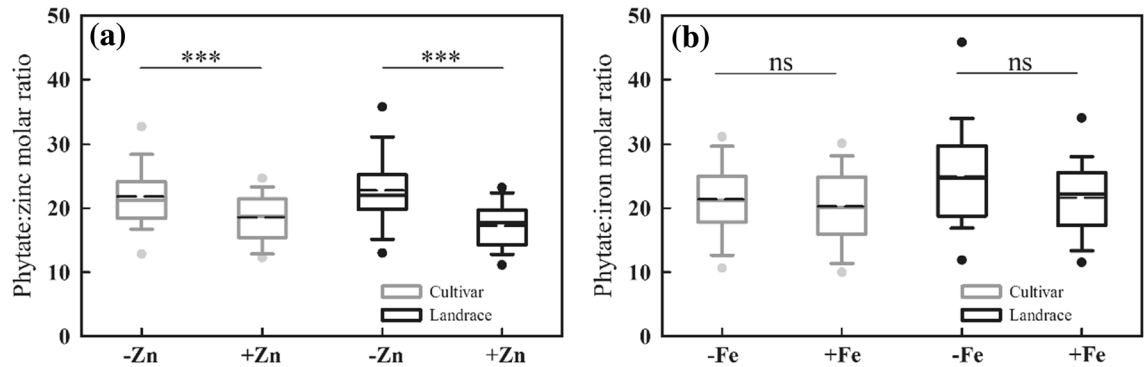 (a)
Phytate:zinc molar ratio
50
40
30
20
10
0
***
***
Cultivar
Landrace
-Zn +Zn -Zn +Zn
(b)
Phytate:iron molar ratio
50
40
30
20
10
0
ns
ns
Cultivar
Landrace
-Fe +Fe -Fe +Fe